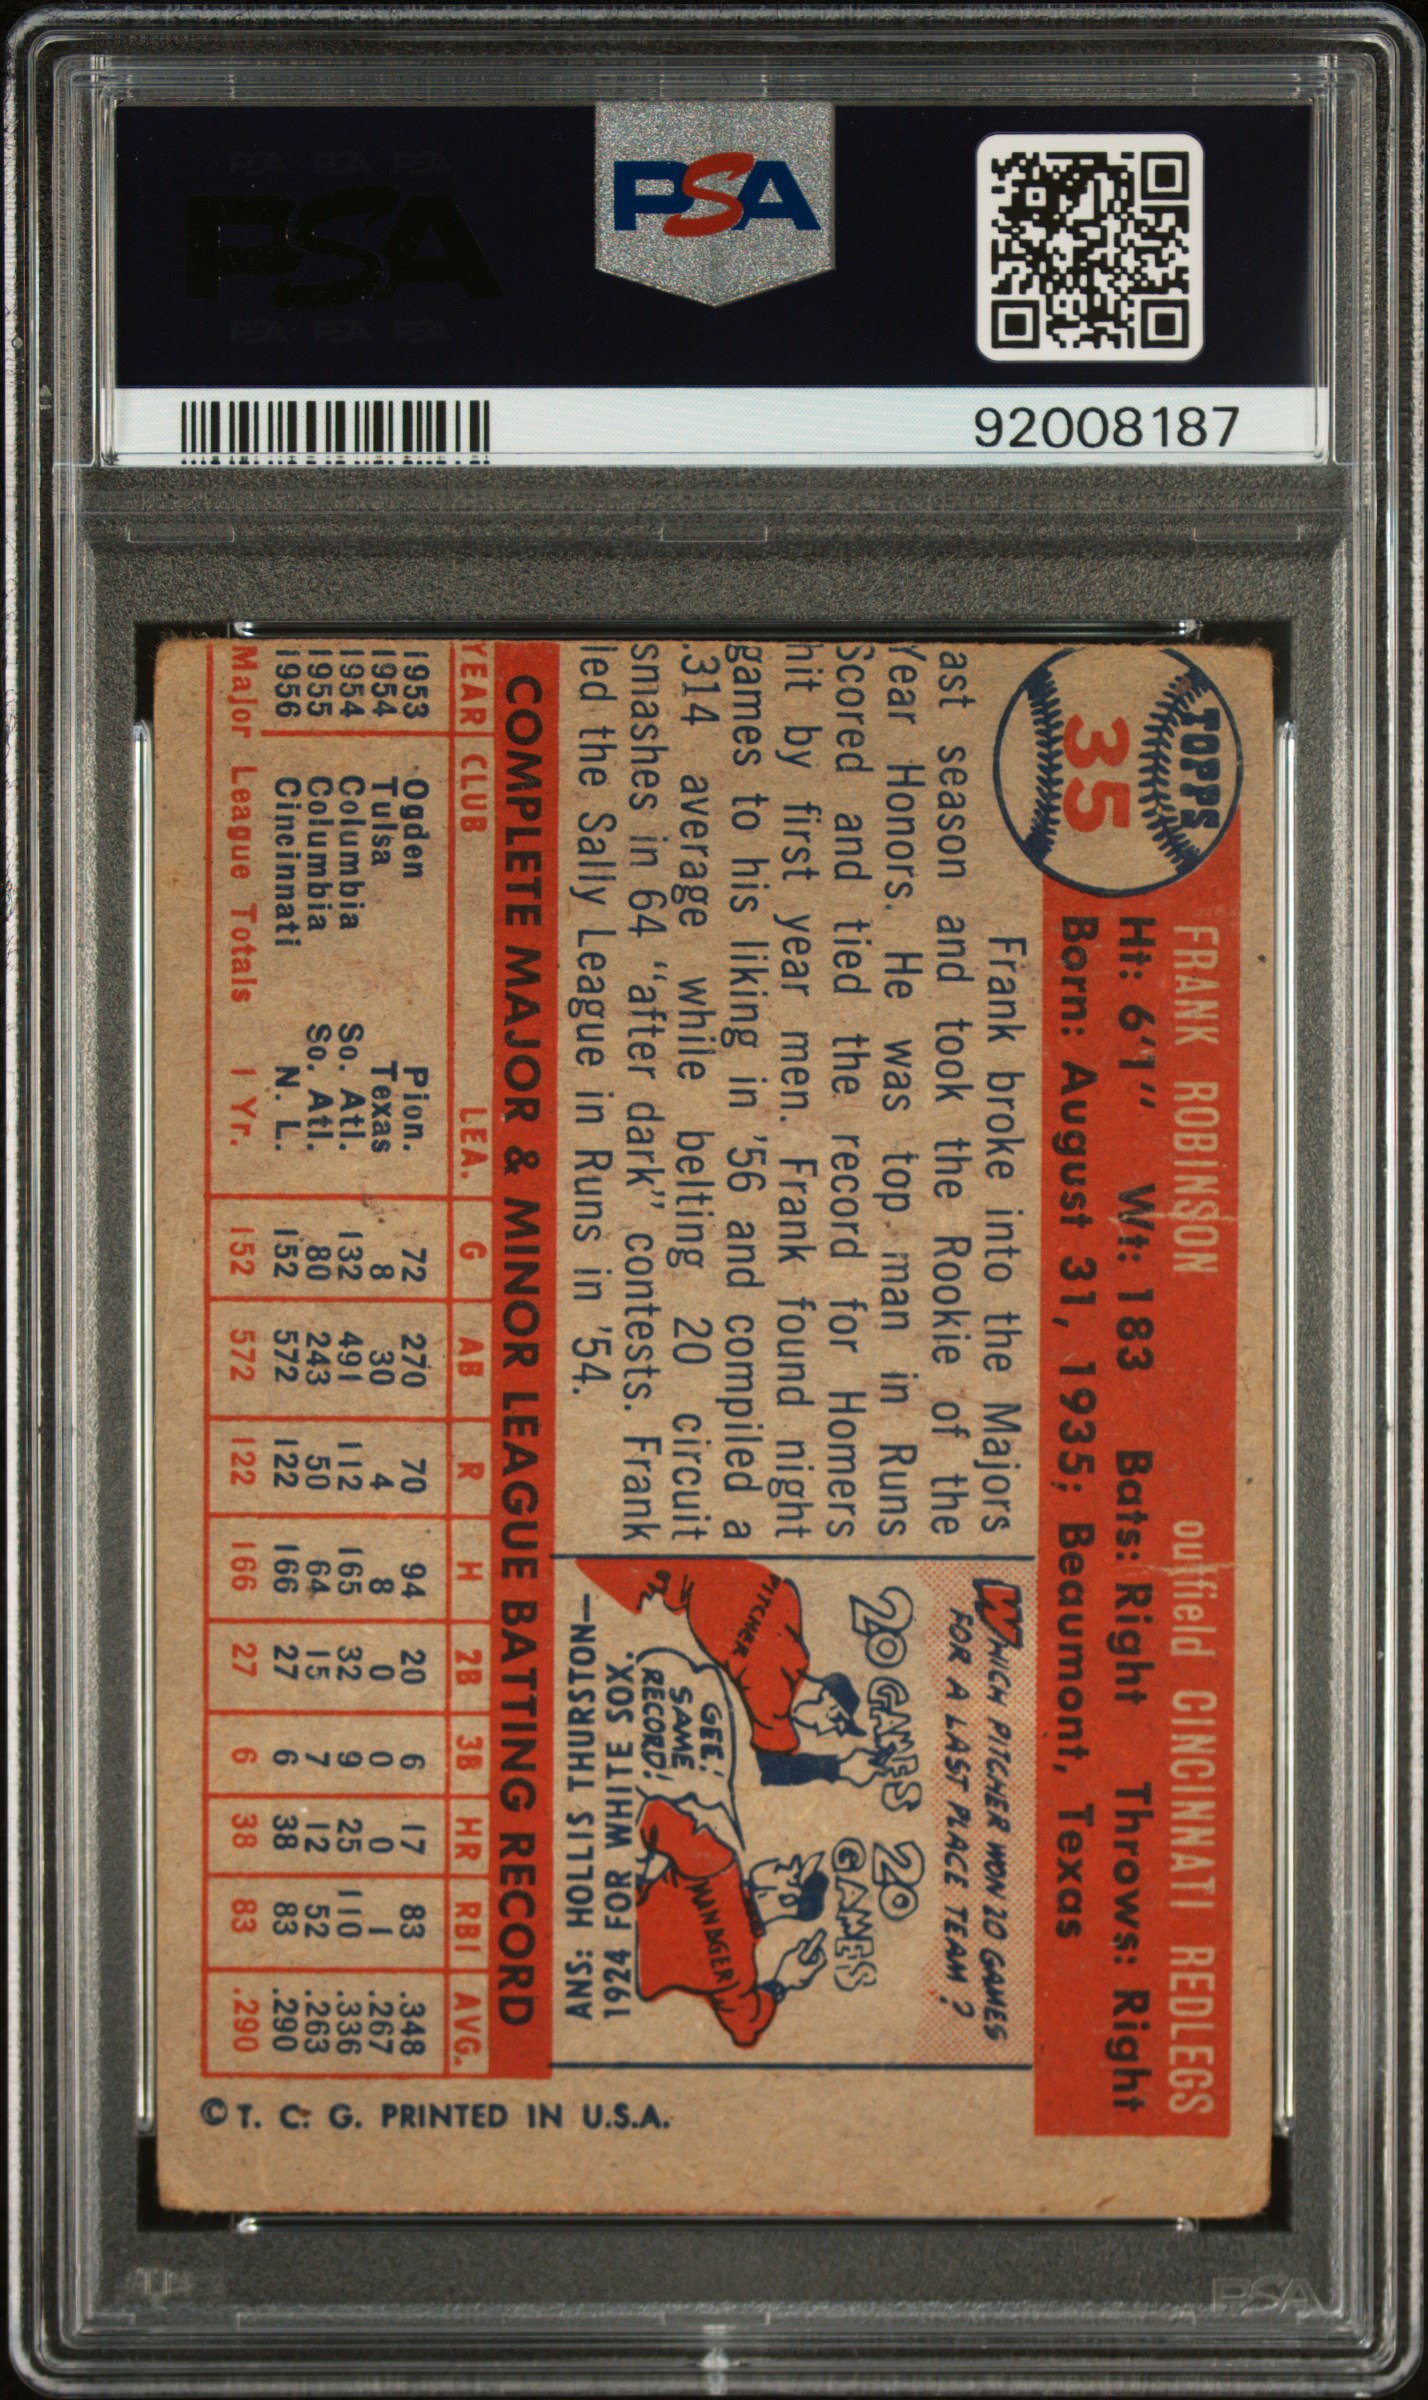 PSA
PSA
92008187
TOPPS
35
FRANK ROBINSON outfield CINCINNATI REDLEGS
Ht: 6'1" Wt: 183 Bats: Right Throws: Right
Born: August 31, 1935; Beaumont, Texas
Frank broke into the Majors
ast season and took the Rookie of the
Year Honors. He was top man in Runs
Scored and tied the record for Homers
hit by first year men. Frank found night
games to his liking in '56 and compiled a
.314 average while belting 20 circuit
smashes in 64 "after dark" contests. Frank
led the Sally League in Runs in '54.
WHICH PITCHER WON 20 GAMES
FOR A LAST PLACE TEAM?
20 GAMES
20 GAMES
PITCHER
GEE!
SAME
RECORD!
MANAGER
ANS: HOLLIS THURSTON—
1924 FOR WHITE SOX.
COMPLETE MAJOR & MINOR LEAGUE BATTING RECORD
YEAR CLUB LEA. G AB R H 2B 3B HR RBI AVG.
1953 Ogden Pion. 72 270 70 94 20 6 17 83 .348
1954 Tulsa Texas 8 30 4 8 0 0 0 1 .267
1954 Columbia So. Atl. 132 491 112 165 32 9 25 110 .336
1955 Columbia So. Atl. 80 243 50 64 15 7 12 52 .263
1956 Cincinnati N. L. 152 572 122 166 27 6 38 83 .290
Major League Totals 1 Yr. 152 572 122 166 27 6 38 83 .290
© T. C. G. PRINTED IN U.S.A.
PSA